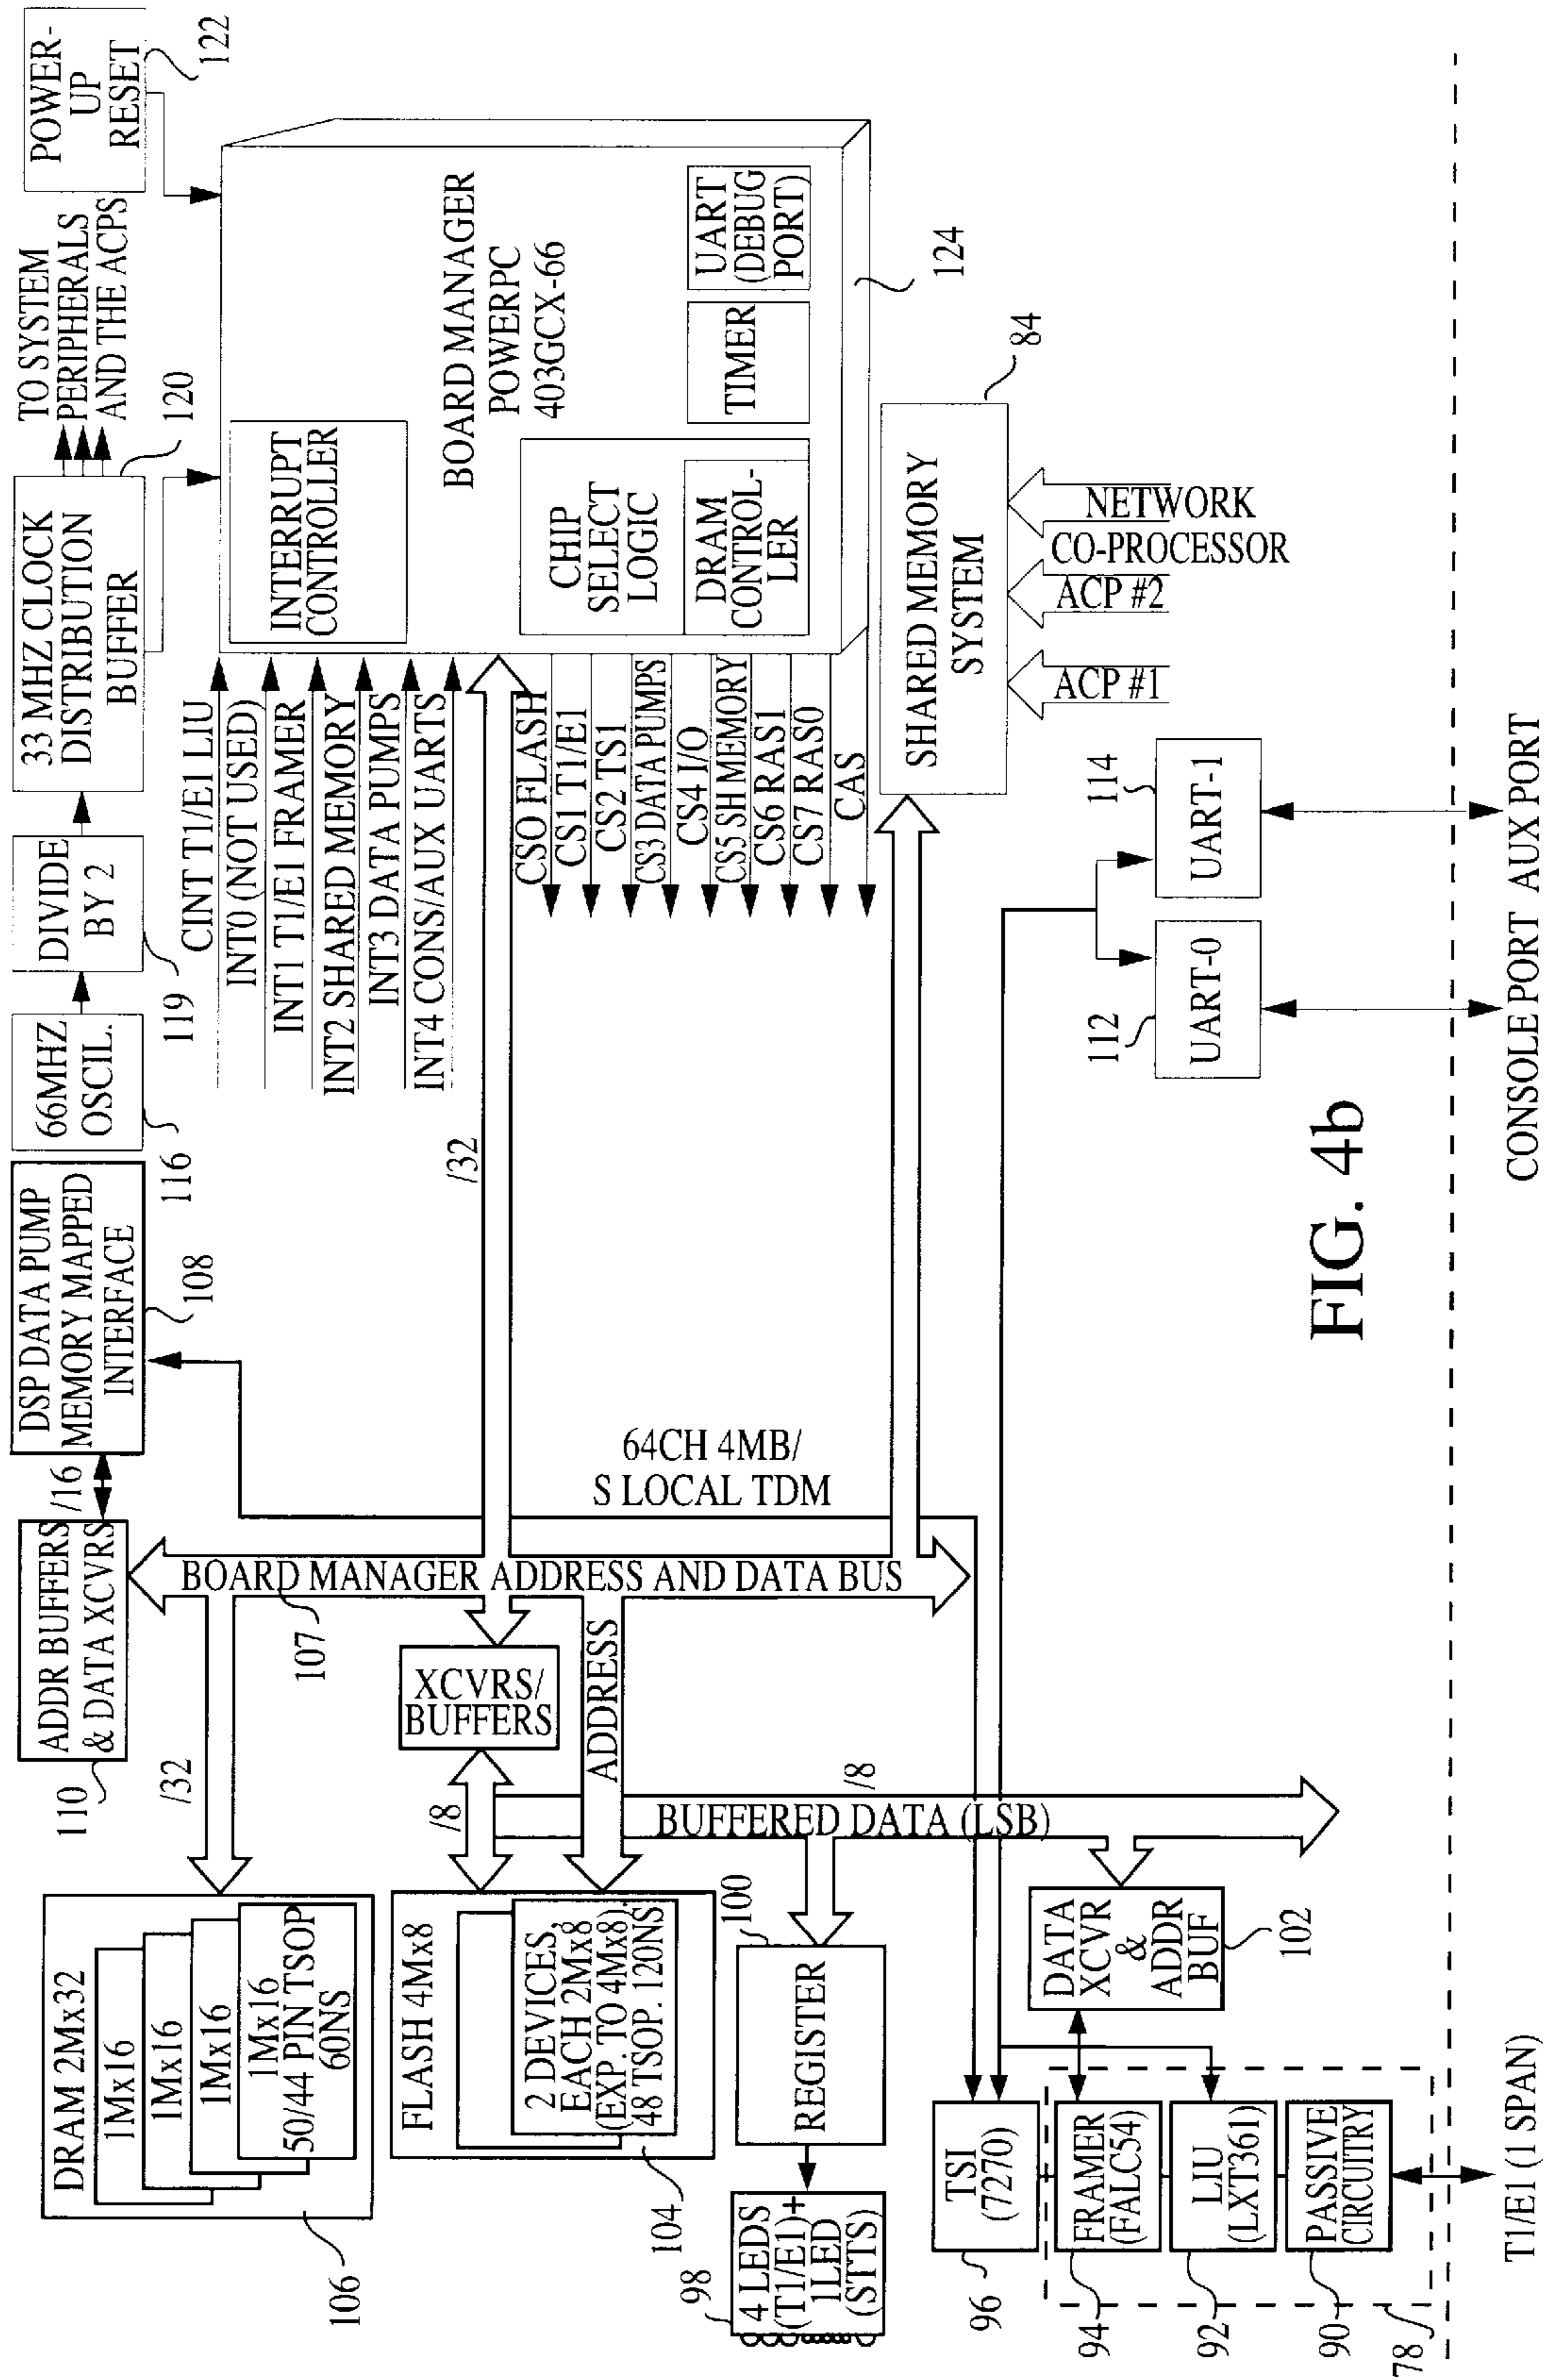 DRAM 2Mx32
1Mx16
1Mx16
1Mx16
1Mx16
50/44 PIN TSOP
60NS
106
/32
ADDR BUFFERS
& DATA XCVRS
110
/16
DSP DATA PUMP
MEMORY MAPPED
INTERFACE
108
66MHZ
OSCIL.
116
DIVIDE
BY 2
119
33 MHZ CLOCK
DISTRIBUTION
BUFFER
120
TO SYSTEM
PERIPHERALS
AND THE ACPS
POWER-
UP
RESET
122
BOARD MANAGER ADDRESS AND DATA BUS
107
CINT T1/E1 LIU
INT0 (NOT USED)
INT1 T1/E1 FRAMER
INT2 SHARED MEMORY
INT3 DATA PUMPS
INT4 CONS/AUX UARTS
/32
INTERRUPT
CONTROLLER
BOARD MANAGER
POWERPC
403GCX-66
CHIP
SELECT
LOGIC
DRAM
CONTROL-
LER
TIMER
UART
(DEBUG
PORT)
124
CSO FLASH
CS1 T1/E1
CS2 TS1
CS3 DATA PUMPS
CS4 I/O
CS5 SH MEMORY
CS6 RAS1
CS7 RAS0
CAS
FLASH 4Mx8
2 DEVICES,
EACH 2Mx8
(EXP. TO 4Mx8).
48 TSOP. 120NS
104
/8
XCVRS/
BUFFERS
ADDRESS
64CH 4MB/
S LOCAL TDM
BUFFERED DATA (LSB)
/8
SHARED MEMORY
SYSTEM
84
ACP #1
ACP #2
NETWORK
CO-PROCESSOR
98
4 LEDS
(T1/E1)+
1LED
(STTS)
REGISTER
100
TSI
(7270)
96
FRAMER
(FALC54)
94
LIU
(LXT361)
92
PASSIVE
CIRCUITRY
90
78
DATA
XCVR
&
ADDR
BUF
102
112
UART-0
114
UART-1
FIG. 4b
T1/E1 (1 SPAN)
CONSOLE PORT AUX PORT